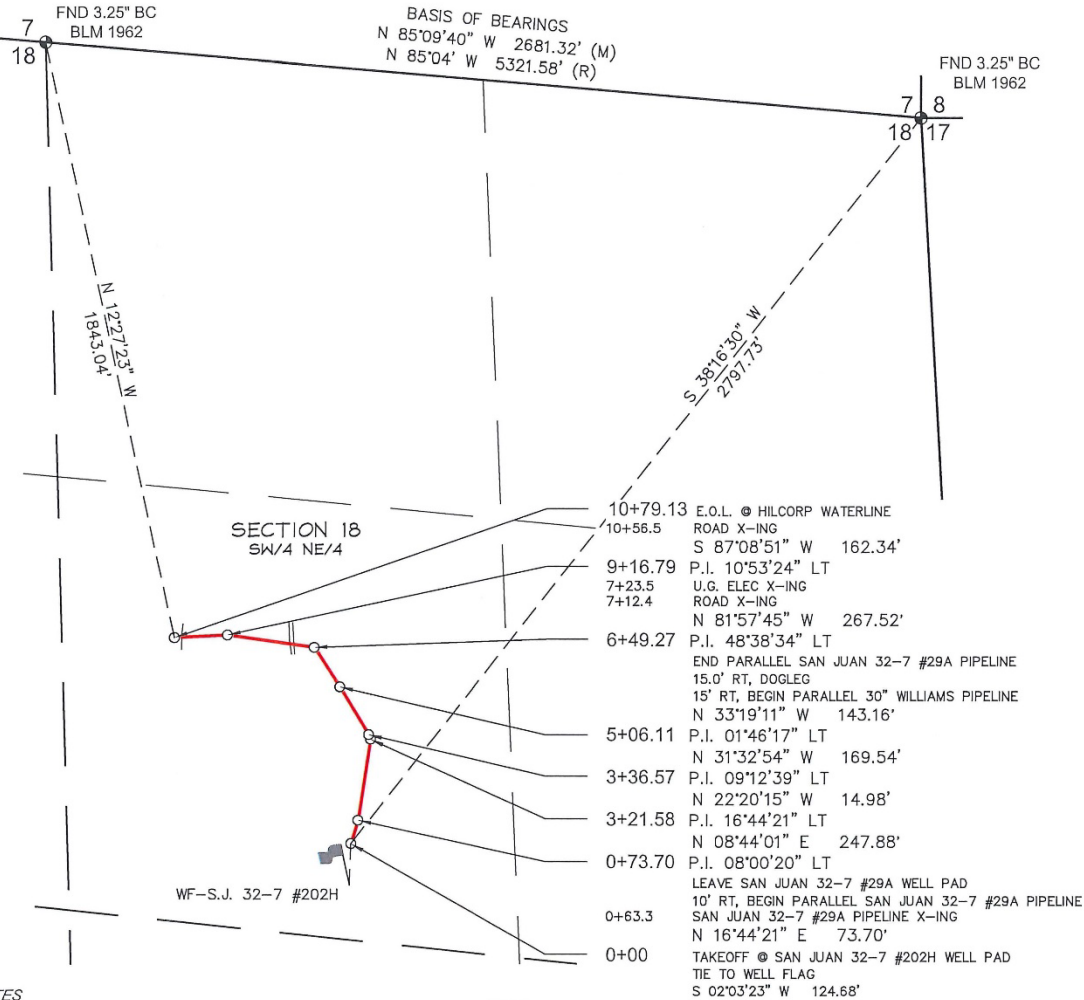 BASIS OF BEARINGS
N 85°09'40" W 2681.32' (M)
N 85°04' W 5321.58' (R)
FND 3.25" BC
BLM 1962
7
18
FND 3.25" BC
BLM 1962
7 8
18 17
N 12°27'23" W
1843.04'
S 38°16'30" W
2797.73'
SECTION 18
SW/4 NE/4
10+79.13 E.O.L. @ HILCORP WATERLINE
10+56.5 ROAD X-ING
S 87°08'51" W 162.34'
9+16.79 P.I. 10°53'24" LT
7+23.5 U.G. ELEC X-ING
7+12.4 ROAD X-ING
N 81°57'45" W 267.52'
6+49.27 P.I. 48°38'34" LT
END PARALLEL SAN JUAN 32-7 #29A PIPELINE
15.0' RT, DOGLEG
15' RT, BEGIN PARALLEL 30" WILLIAMS PIPELINE
N 33°19'11" W 143.16'
5+06.11 P.I. 01°46'17" LT
N 31°32'54" W 169.54'
3+36.57 P.I. 09°12'39" LT
N 22°20'15" W 14.98'
3+21.58 P.I. 16°44'21" LT
N 08°44'01" E 247.88'
0+73.70 P.I. 08°00'20" LT
LEAVE SAN JUAN 32-7 #29A WELL PAD
10' RT, BEGIN PARALLEL SAN JUAN 32-7 #29A PIPELINE
0+63.3 SAN JUAN 32-7 #29A PIPELINE X-ING
N 16°44'21" E 73.70'
0+00 TAKEOFF @ SAN JUAN 32-7 #202H WELL PAD
TIE TO WELL FLAG
S 02°03'23" W 124.68'
WF-S.J. 32-7 #202H
TES